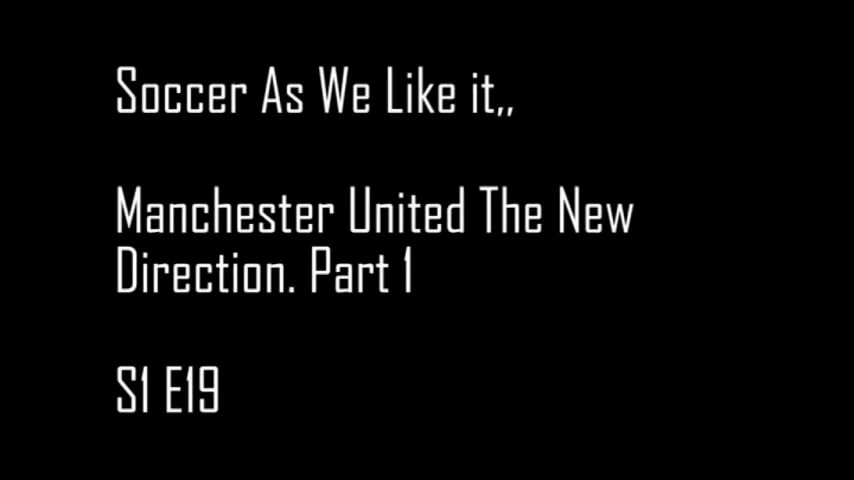 Soccer As We Like it,,
Manchester United The New
Direction. Part 1
S1 E19